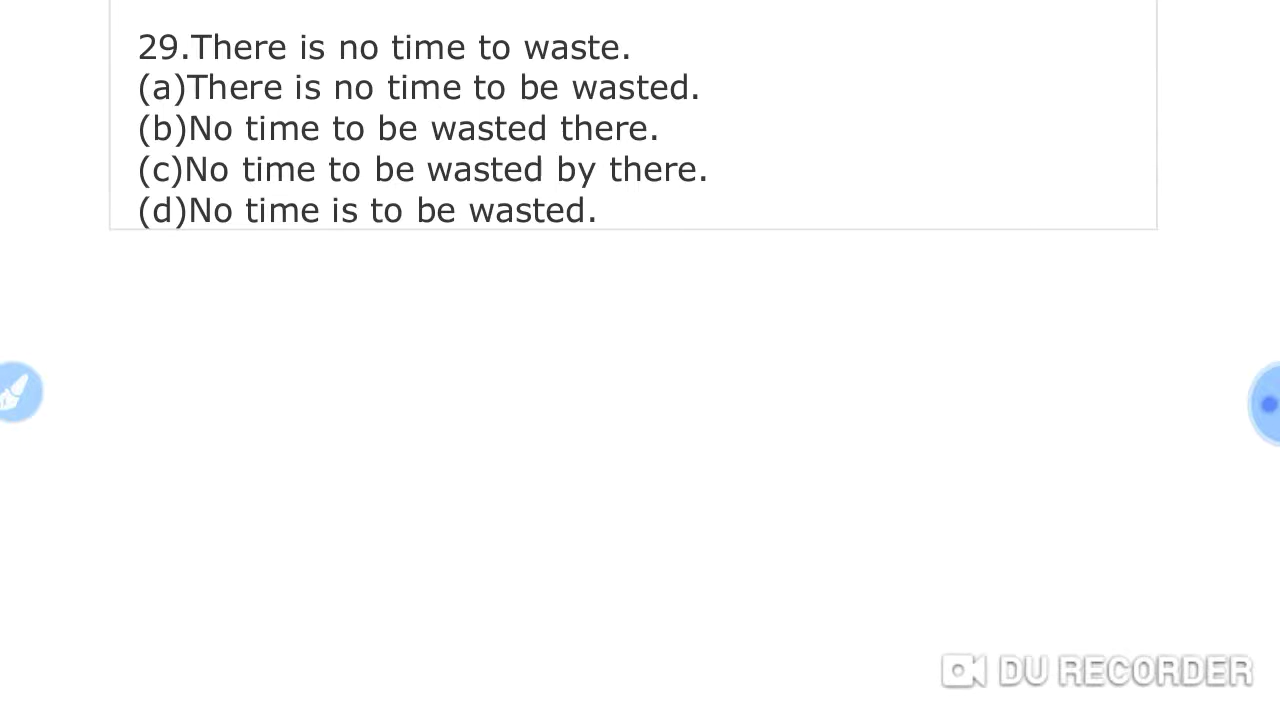 29.There is no time to waste.
(a)There is no time to be wasted.
(b)No time to be wasted there.
(c)No time to be wasted by there.
(d)No time is to be wasted.
DU RECORDER